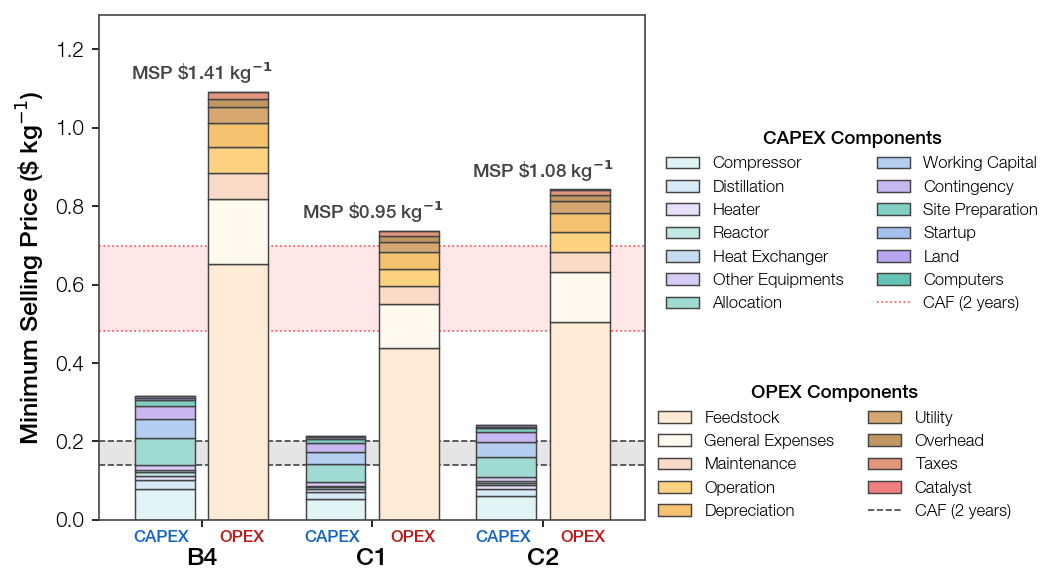 Minimum Selling Price ($ kg⁻¹)
1.2
1.0
0.8
0.6
0.4
0.2
0.0
MSP $1.41 kg⁻¹
MSP $0.95 kg⁻¹
MSP $1.08 kg⁻¹
CAPEX OPEX CAPEX OPEX CAPEX OPEX
B4 C1 C2
CAPEX Components
Compressor
Distillation
Heater
Reactor
Heat Exchanger
Other Equipments
Allocation
Working Capital
Contingency
Site Preparation
Startup
Land
Computers
CAF (2 years)
OPEX Components
Feedstock
General Expenses
Maintenance
Operation
Depreciation
Utility
Overhead
Taxes
Catalyst
CAF (2 years)